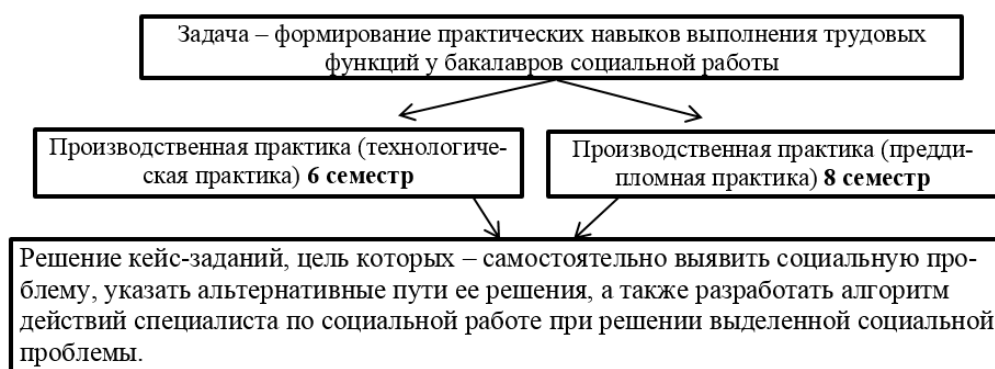 Задача – формирование практических навыков выполнения трудовых
функций у бакалавров социальной работы
Производственная практика (технологиче-
ская практика) 6 семестр
Производственная практика (предди-
пломная практика) 8 семестр
Решение кейс-заданий, цель которых – самостоятельно выявить социальную про-
блему, указать альтернативные пути ее решения, а также разработать алгоритм
действий специалиста по социальной работе при решении выделенной социальной
проблемы.